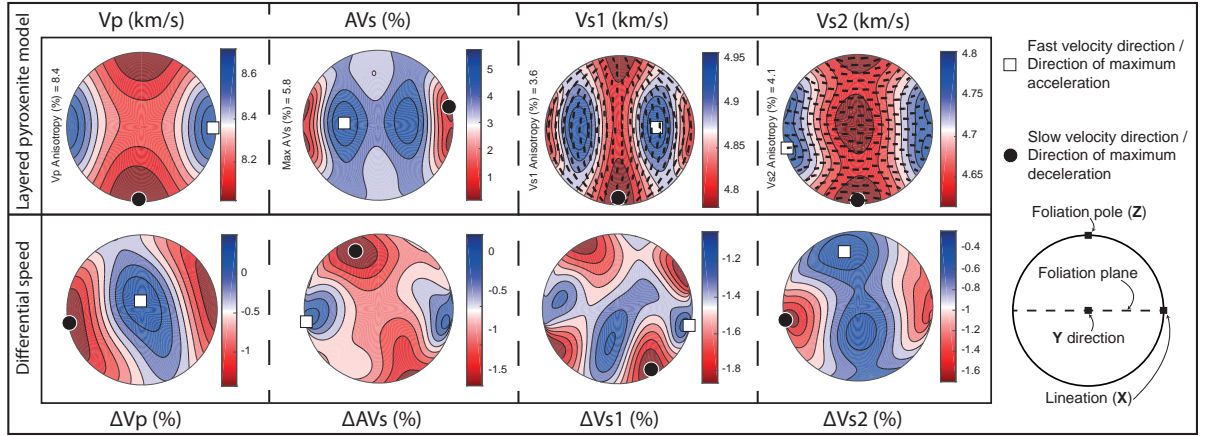 Vp (km/s)
AVs (%)
Vs1 (km/s)
Vs2 (km/s)
Layered pyroxenite model
Vp Anisotropy (%) = 8.4
8.6
8.4
8.2
Max AVs (%) = 5.8
5
4
3
2
1
Vs1 Anisotropy (%) = 3.6
4.95
4.9
4.85
4.8
Vs2 Anisotropy (%) = 4.1
4.8
4.75
4.7
4.65
Fast velocity direction /
Direction of maximum
acceleration
Slow velocity direction /
Direction of maximum
deceleration
Differential speed
0
-0.5
-1
0
-0.5
-1
-1.5
-1.2
-1.4
-1.6
-1.8
-0.4
-0.6
-0.8
-1
-1.2
-1.4
-1.6
Foliation pole (Z)
Foliation plane
Y direction
Lineation (X)
ΔVp (%)
ΔAVs (%)
ΔVs1 (%)
ΔVs2 (%)